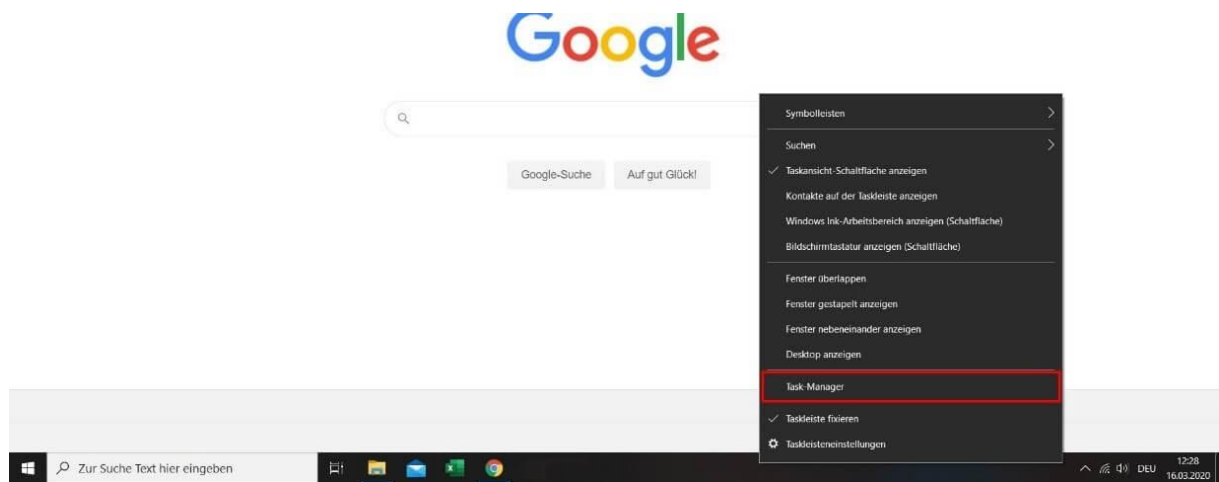 Google
Google-Suche
Auf gut Glück!
Symbolleisten
Suchen
Taskansicht-Schaltfläche anzeigen
Kontakte auf der Taskleiste anzeigen
Windows Ink-Arbeitsbereich anzeigen (Schaltfläche)
Bildschirmtastatur anzeigen (Schaltfläche)
Fenster überlappen
Fenster gestapelt anzeigen
Fenster nebeneinander anzeigen
Desktop anzeigen
Task-Manager
Taskleiste fixieren
Taskleisteneinstellungen
Zur Suche Text hier eingeben
DEU
12:28
16.03.2020